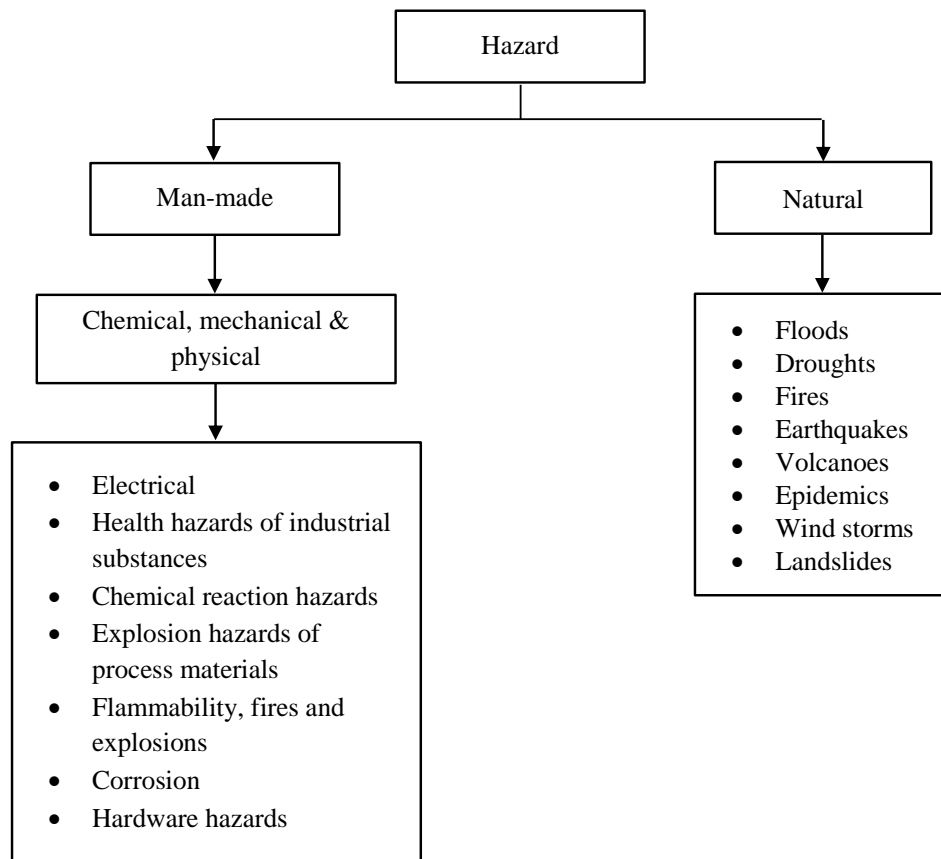 Hazard
Man-made
Natural
Chemical, mechanical &
physical
• Electrical
• Health hazards of industrial
substances
• Chemical reaction hazards
• Explosion hazards of
process materials
• Flammability, fires and
explosions
• Corrosion
• Hardware hazards
• Floods
• Droughts
• Fires
• Earthquakes
• Volcanoes
• Epidemics
• Wind storms
• Landslides